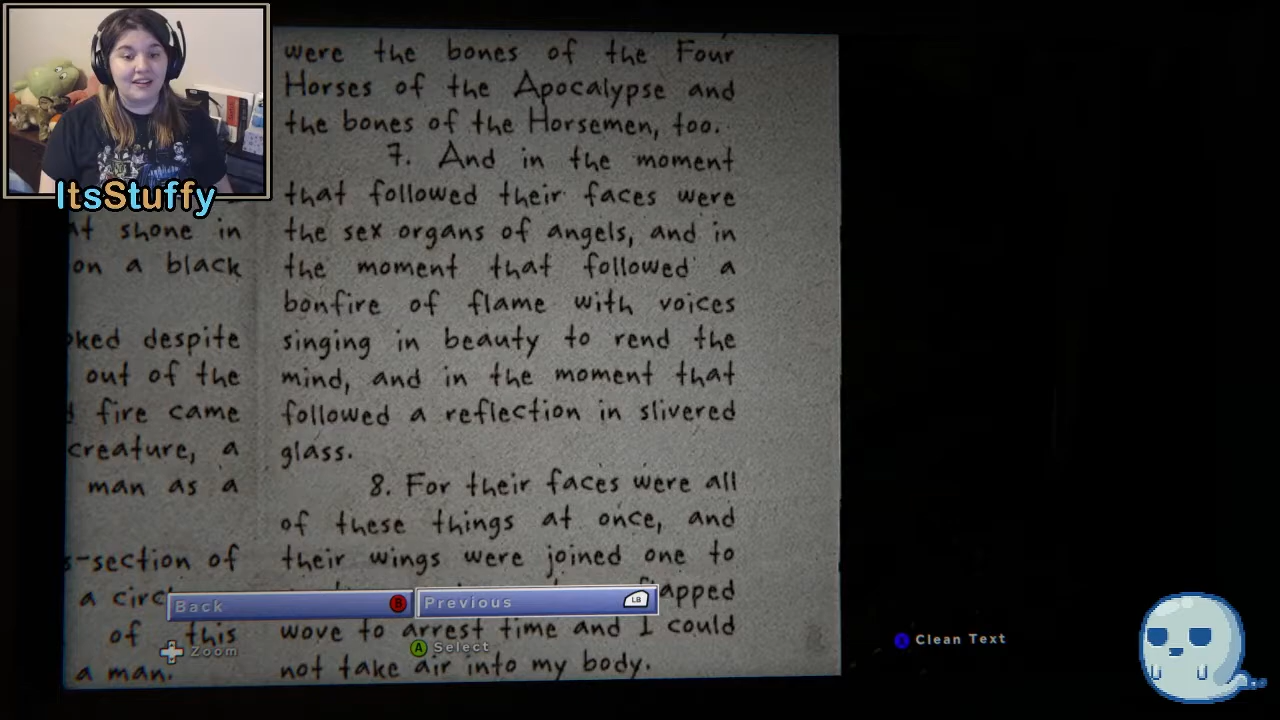 were the bones of the Four
Horses of the Apocalypse and
the bones of the Horsemen, too.
7. And in the moment
that followed their faces were
the sex organs of angels, and in
the moment that followed a
bonfire of flame with voices
singing in beauty to rend the
mind, and in the moment that
followed a reflection in slivered
glass.
8. For their faces were all
of these things at once, and
their wings were joined one to
wove to arrest time and I could
not take air into my body.
ItsStuffy
shone in
on a black
despite
out of the
fire came
creature, a
man as a
of
a
of this
a man.
Back B
Previous LB
Zoom
A Select
X Clean Text